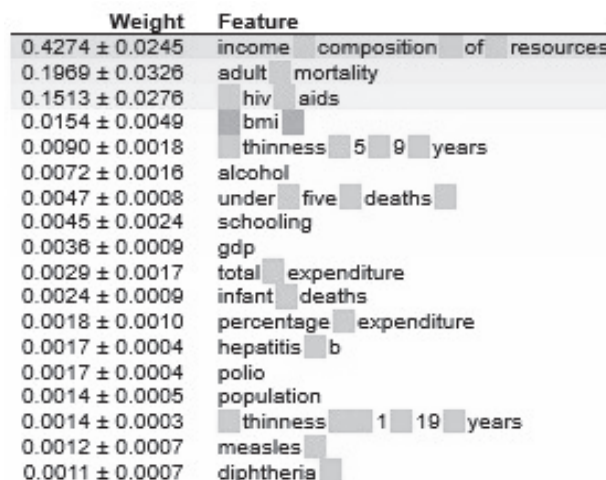 Weight Feature
0.4274 ± 0.0245 income composition of resources
0.1969 ± 0.0326 adult mortality
0.1513 ± 0.0276 hiv aids
0.0154 ± 0.0049 bmi
0.0090 ± 0.0018 thinness 5 9 years
0.0072 ± 0.0016 alcohol
0.0047 ± 0.0008 under five deaths
0.0045 ± 0.0024 schooling
0.0036 ± 0.0009 gdp
0.0029 ± 0.0017 total expenditure
0.0024 ± 0.0009 infant deaths
0.0018 ± 0.0010 percentage expenditure
0.0017 ± 0.0004 hepatitis b
0.0017 ± 0.0004 polio
0.0014 ± 0.0005 population
0.0014 ± 0.0003 thinness 1 19 years
0.0012 ± 0.0007 measles
0.0011 ± 0.0007 diphtheria